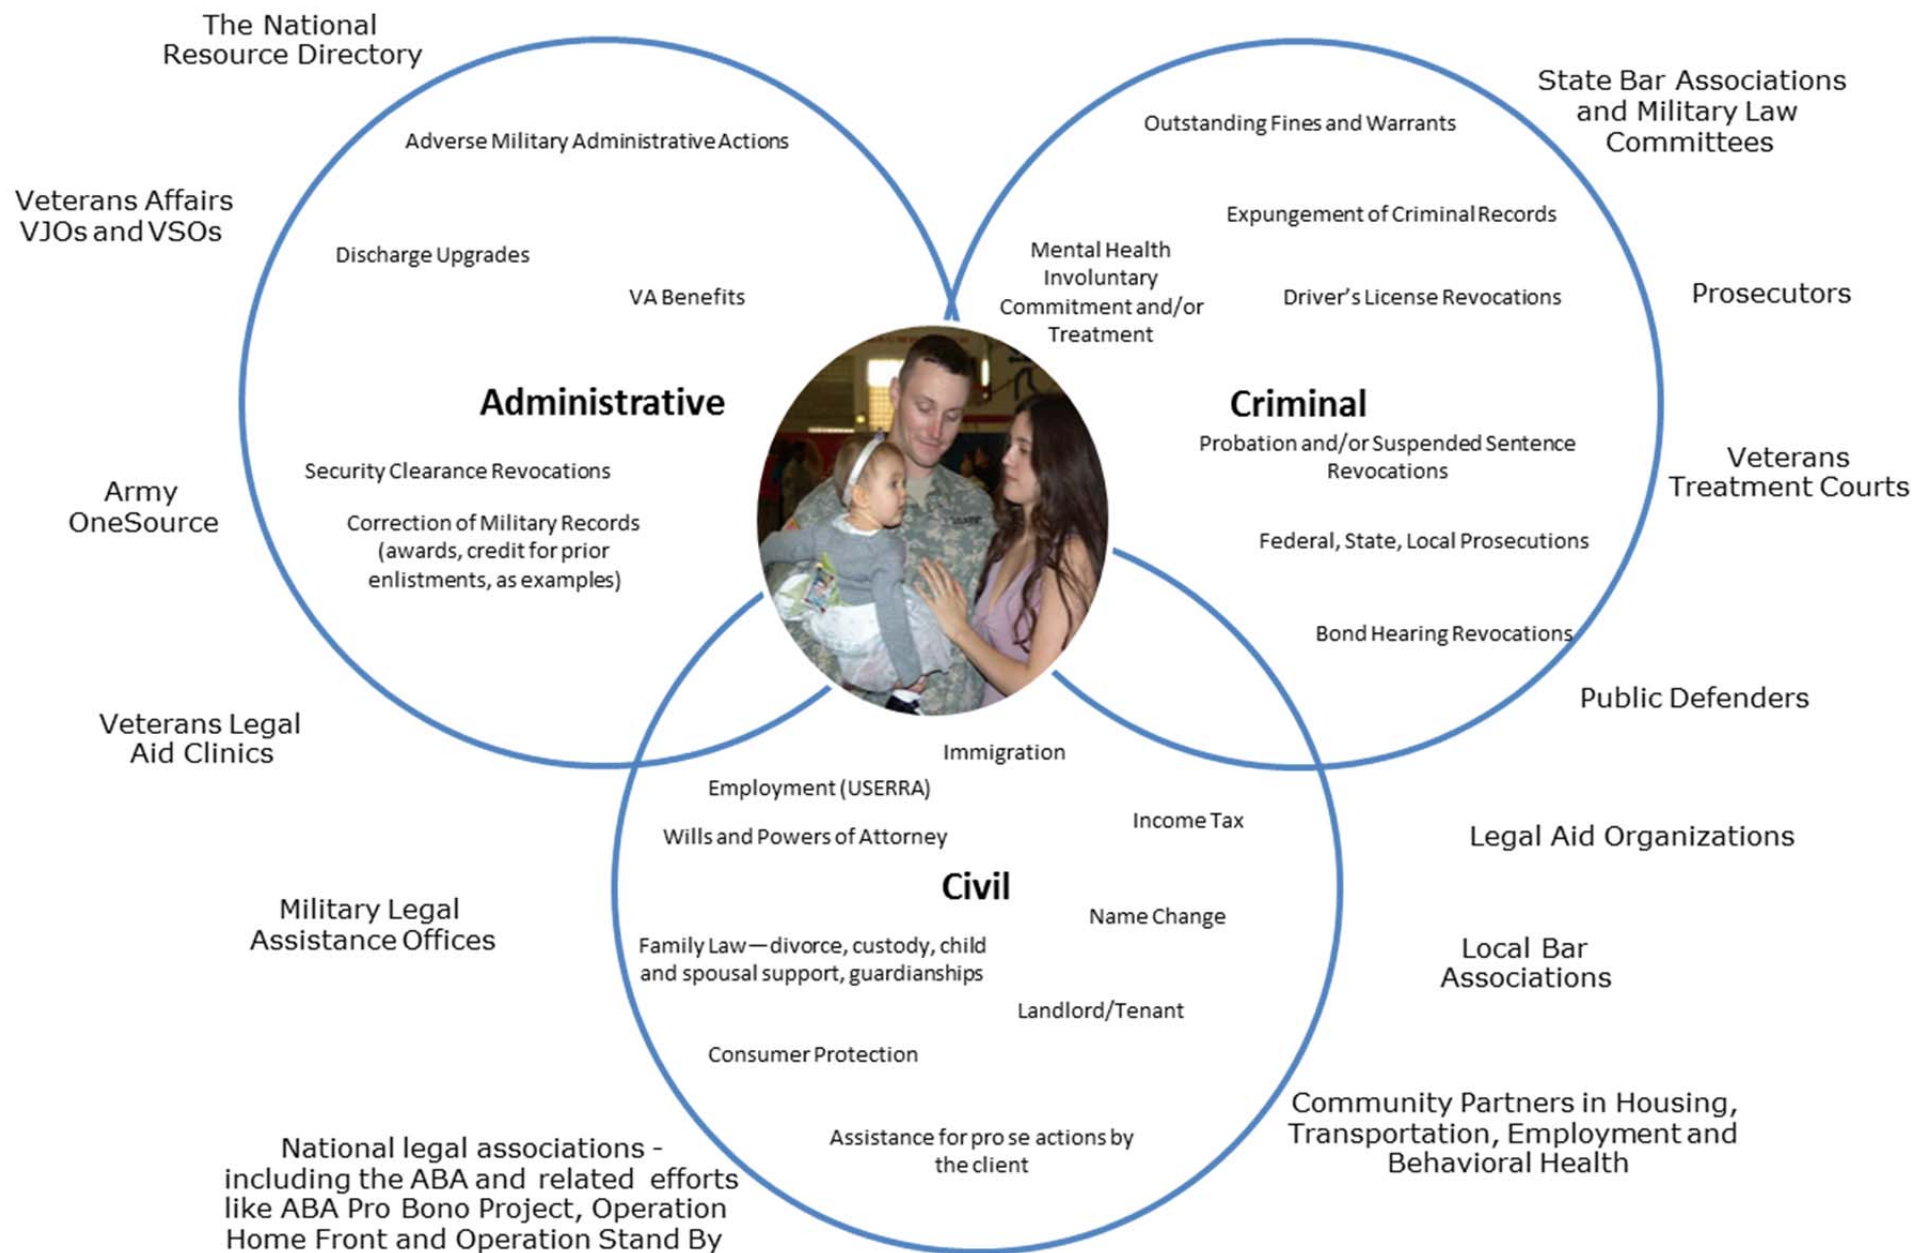 The National
Resource Directory
State Bar Associations
and Military Law
Committees
Veterans Affairs
VJOs and VSOs
Army
OneSource
Veterans Legal
Aid Clinics
Military Legal
Assistance Offices
National legal associations -
including the ABA and related efforts
like ABA Pro Bono Project, Operation
Home Front and Operation Stand By
Adverse Military Administrative Actions
Discharge Upgrades
VA Benefits
Administrative
Security Clearance Revocations
Correction of Military Records
(awards, credit for prior
enlistments, as examples)
Outstanding Fines and Warrants
Expungement of Criminal Records
Mental Health
Involuntary
Commitment and/or
Treatment
Driver's License Revocations
Criminal
Probation and/or Suspended Sentence
Revocations
Federal, State, Local Prosecutions
Bond Hearing Revocations
Immigration
Employment (USERRA)
Income Tax
Wills and Powers of Attorney
Civil
Name Change
Family Law—divorce, custody, child
and spousal support, guardianships
Landlord/Tenant
Consumer Protection
Assistance for pro se actions by
the client
Prosecutors
Veterans
Treatment Courts
Public Defenders
Legal Aid Organizations
Local Bar
Associations
Community Partners in Housing,
Transportation, Employment and
Behavioral Health